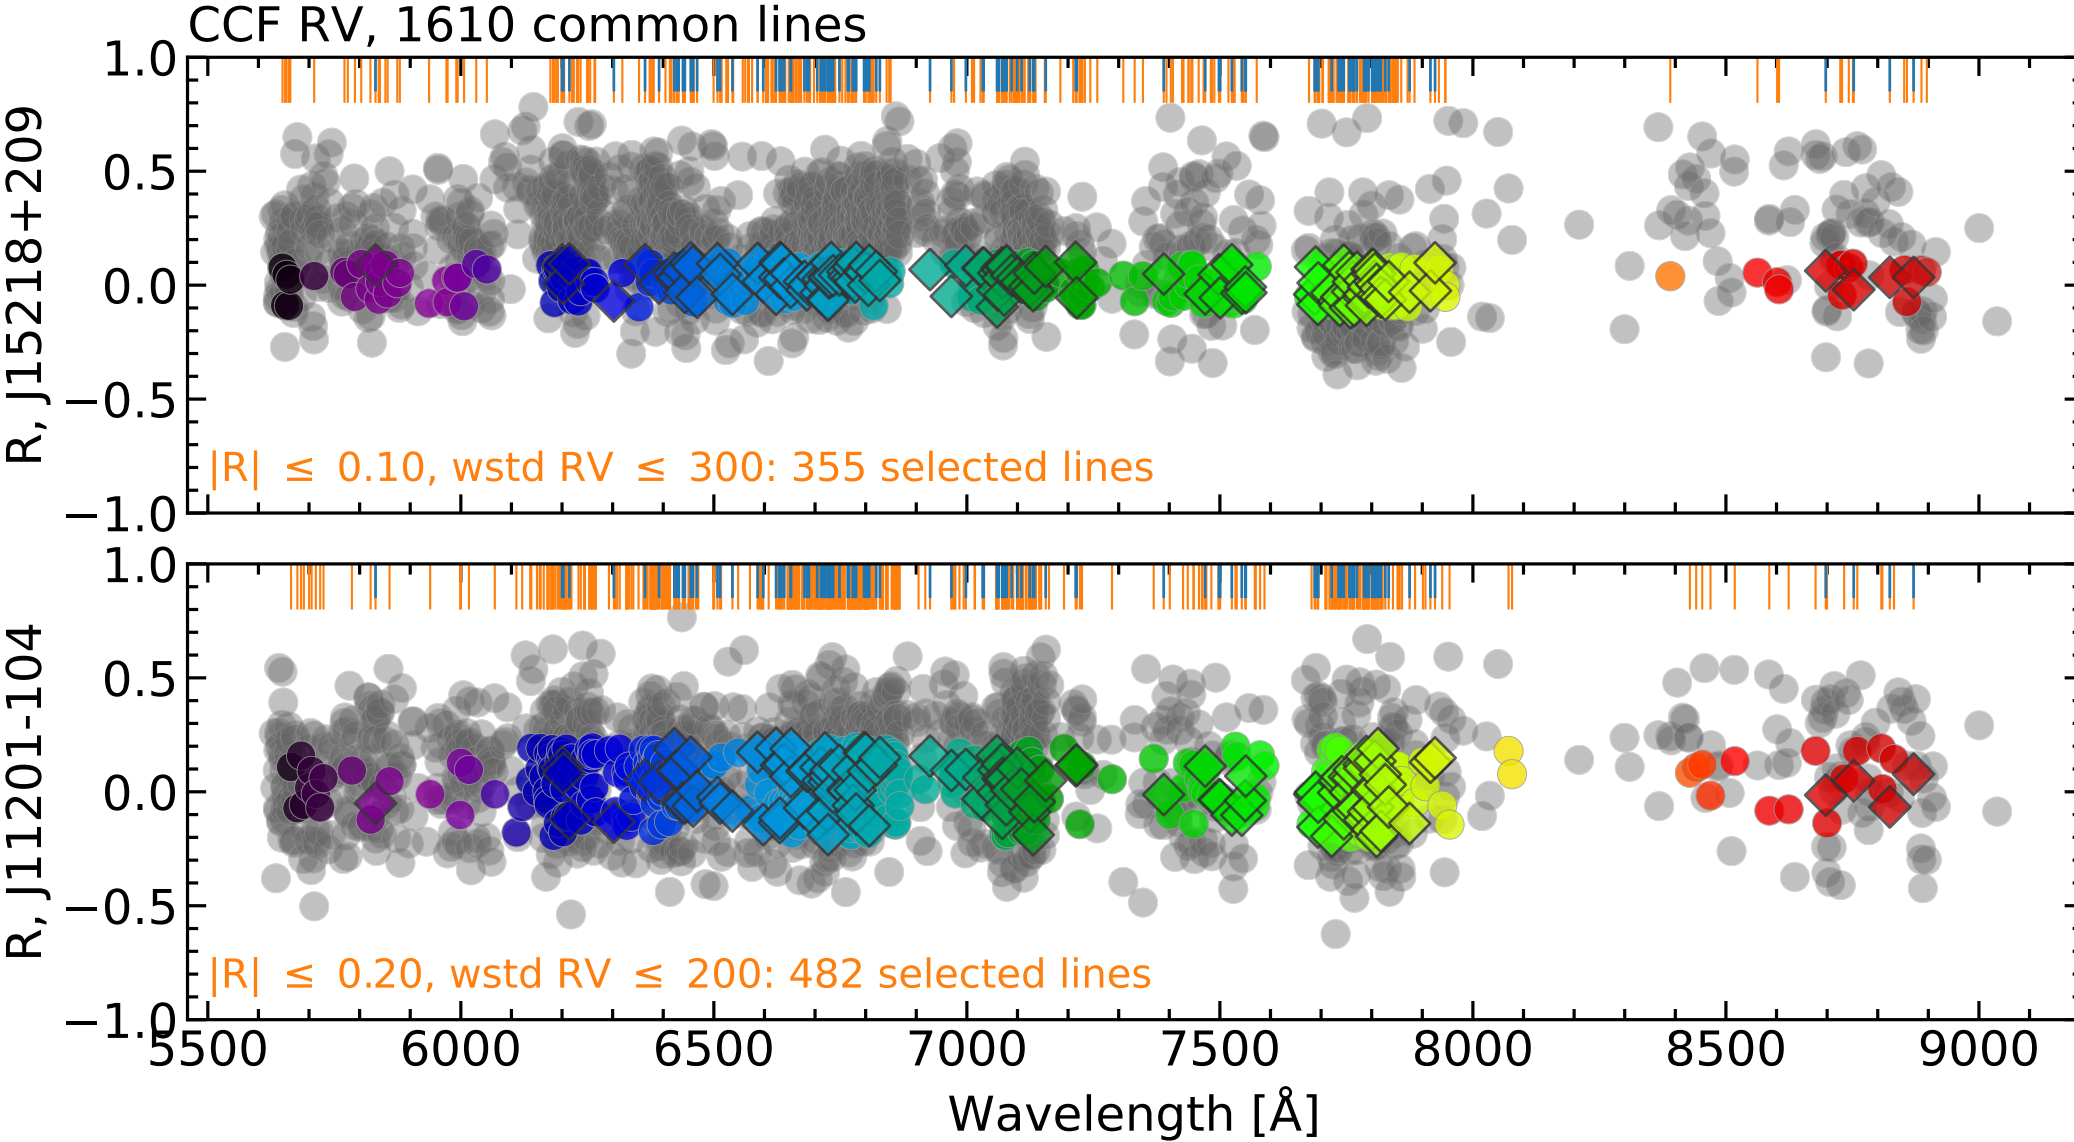 CCF RV, 1610 common lines
R, J15218+209
1.0
0.5
0.0
−0.5
−1.0
|R| ≤ 0.10, wstd RV ≤ 300: 355 selected lines
R, J11201-104
1.0
0.5
0.0
−0.5
−1.0
|R| ≤ 0.20, wstd RV ≤ 200: 482 selected lines
5500 6000 6500 7000 7500 8000 8500 9000
Wavelength [Å]